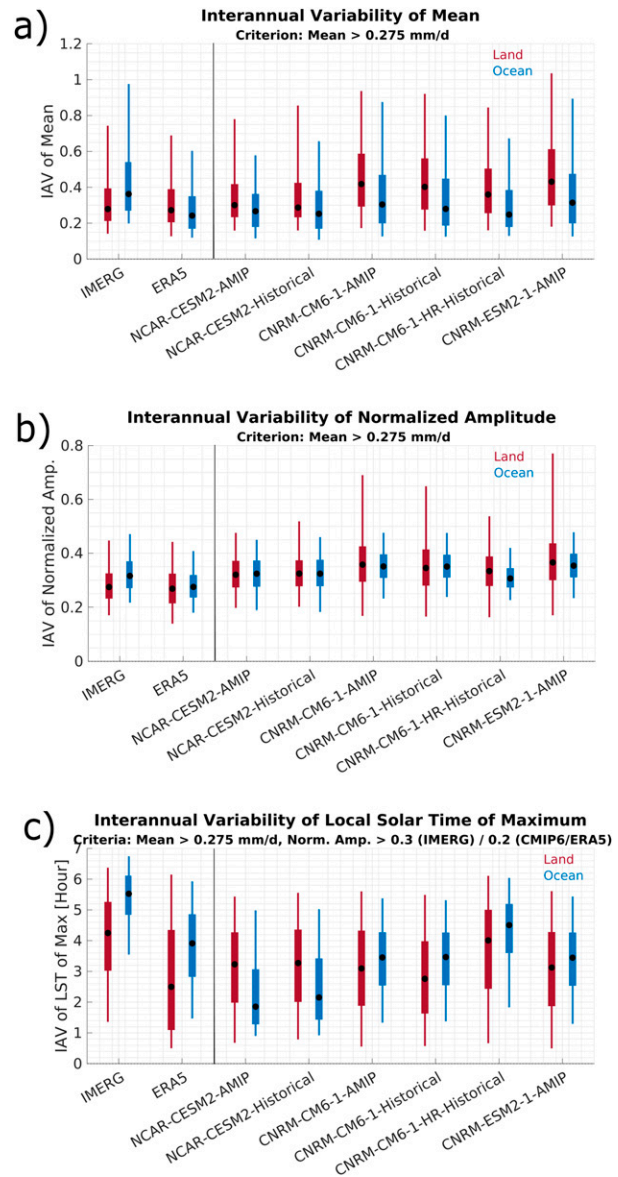 a)
Interannual Variability of Mean
Criterion: Mean > 0.275 mm/d
Land
Ocean
IAV of Mean
1.2
1
0.8
0.6
0.4
0.2
0
IMERG
ERA5
NCAR-CESM2-AMIP
NCAR-CESM2-Historical
CNRM-CM6-1-AMIP
CNRM-CM6-1-Historical
CNRM-CM6-1-HR-Historical
CNRM-ESM2-1-AMIP
b)
Interannual Variability of Normalized Amplitude
Criterion: Mean > 0.275 mm/d
Land
Ocean
IAV of Normalized Amp.
0.8
0.6
0.4
0.2
0
IMERG
ERA5
NCAR-CESM2-AMIP
NCAR-CESM2-Historical
CNRM-CM6-1-AMIP
CNRM-CM6-1-Historical
CNRM-CM6-1-HR-Historical
CNRM-ESM2-1-AMIP
c)
Interannual Variability of Local Solar Time of Maximum
Criteria: Mean > 0.275 mm/d, Norm. Amp. > 0.3 (IMERG) / 0.2 (CMIP6/ERA5)
Land
Ocean
IAV of LST of Max [Hour]
7
6
5
4
3
2
1
0
IMERG
ERA5
NCAR-CESM2-AMIP
NCAR-CESM2-Historical
CNRM-CM6-1-AMIP
CNRM-CM6-1-Historical
CNRM-CM6-1-HR-Historical
CNRM-ESM2-1-AMIP